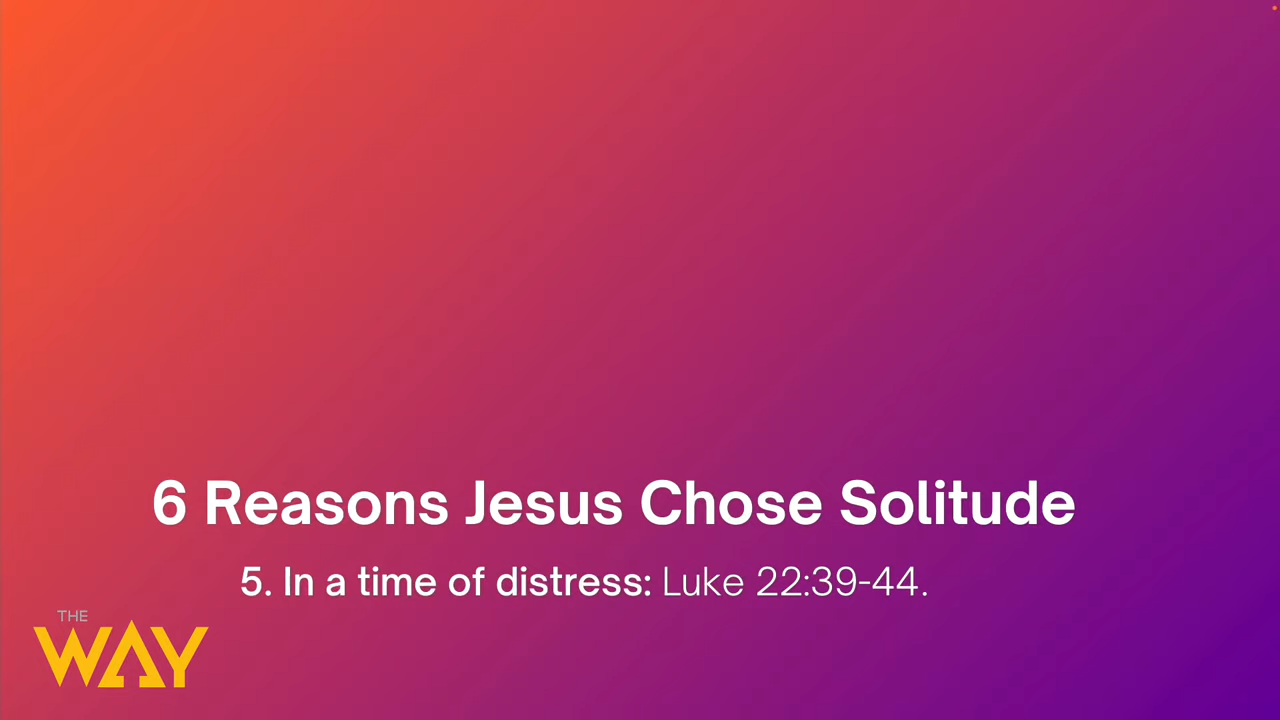 6 Reasons Jesus Chose Solitude
5. In a time of distress: Luke 22:39-44.
THE
WAY